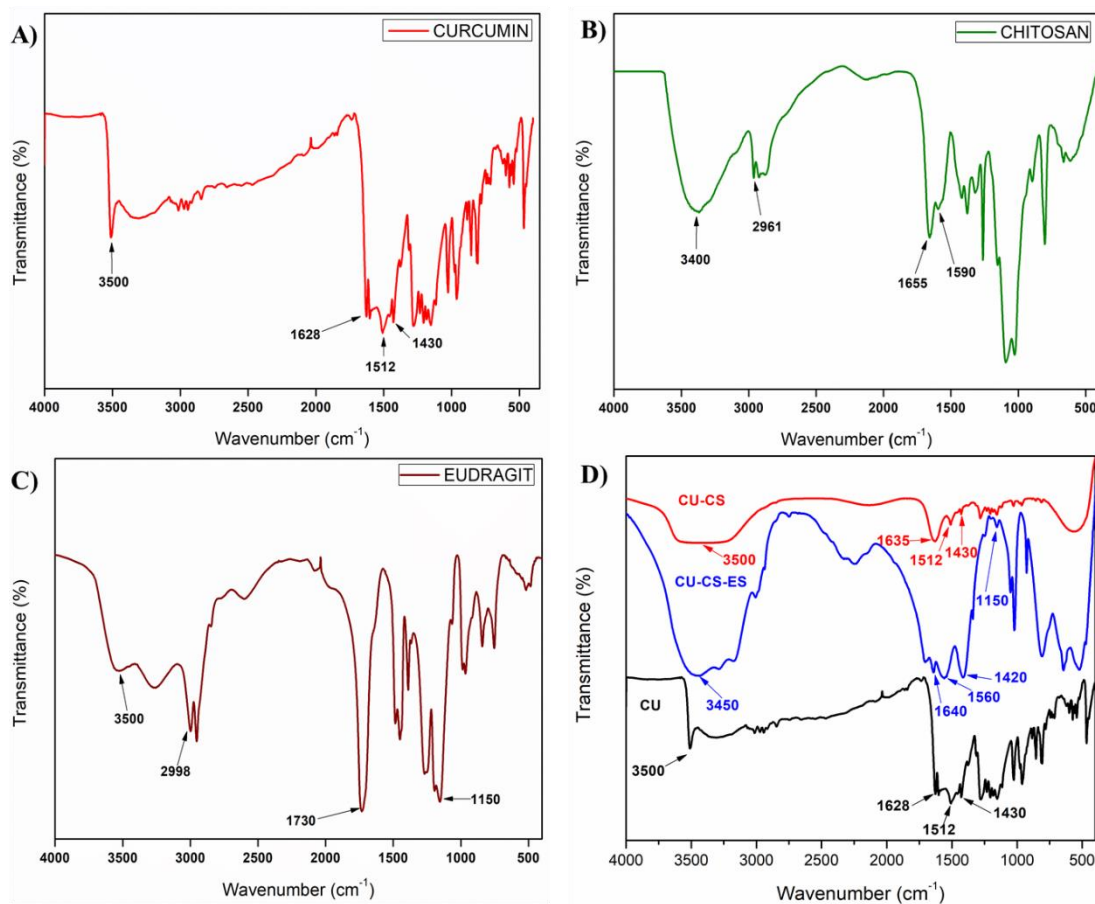 A)
CURCUMIN
Transmittance (%)
3500
1628
1512
1430
4000 3500 3000 2500 2000 1500 1000 500
Wavenumber (cm⁻¹)
B)
CHITOSAN
Transmittance (%)
3400
2961
1655
1590
4000 3500 3000 2500 2000 1500 1000 500
Wavenumber (cm⁻¹)
C)
EUDRAGIT
Transmittance (%)
3500
2998
1730
1150
4000 3500 3000 2500 2000 1500 1000 500
Wavenumber (cm⁻¹)
D)
CU-CS
Transmittance (%)
3500
1635
1512
1430
CU-CS-ES
1150
3450
1640
1560
1420
CU
3500
1628
1512
1430
4000 3500 3000 2500 2000 1500 1000 500
Wavenumber (cm⁻¹)